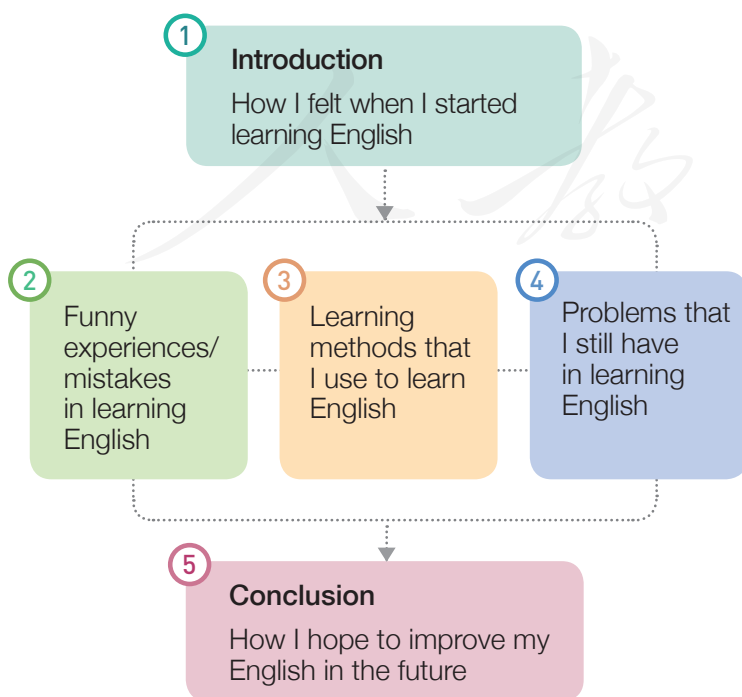 1
Introduction
How I felt when I started
learning English
2
Funny
experiences/
mistakes
in learning
English
3
Learning
methods that
I use to learn
English
4
Problems that
I still have
in learning
English
5
Conclusion
How I hope to improve my
English in the future
人教